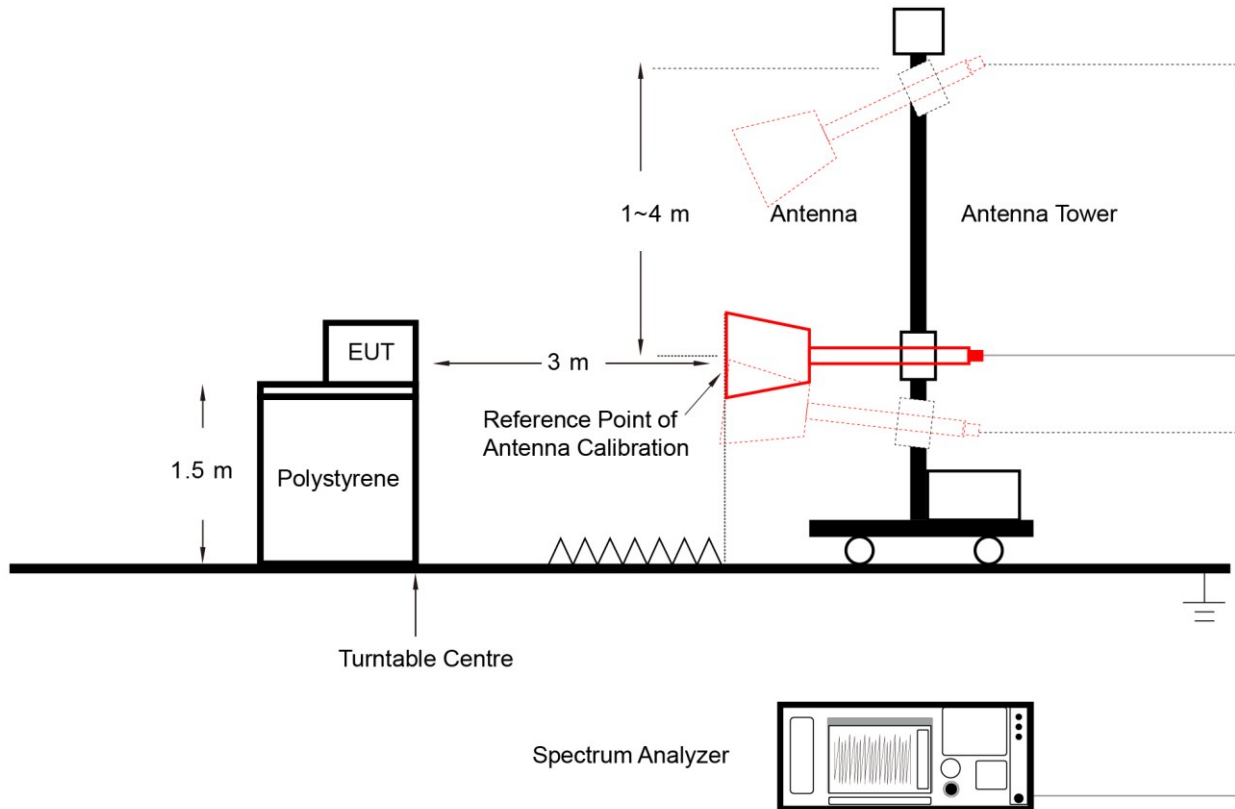 1~4 m
Antenna
Antenna Tower
EUT
3 m
Reference Point of
Antenna Calibration
1.5 m
Polystyrene
Turntable Centre
Spectrum Analyzer